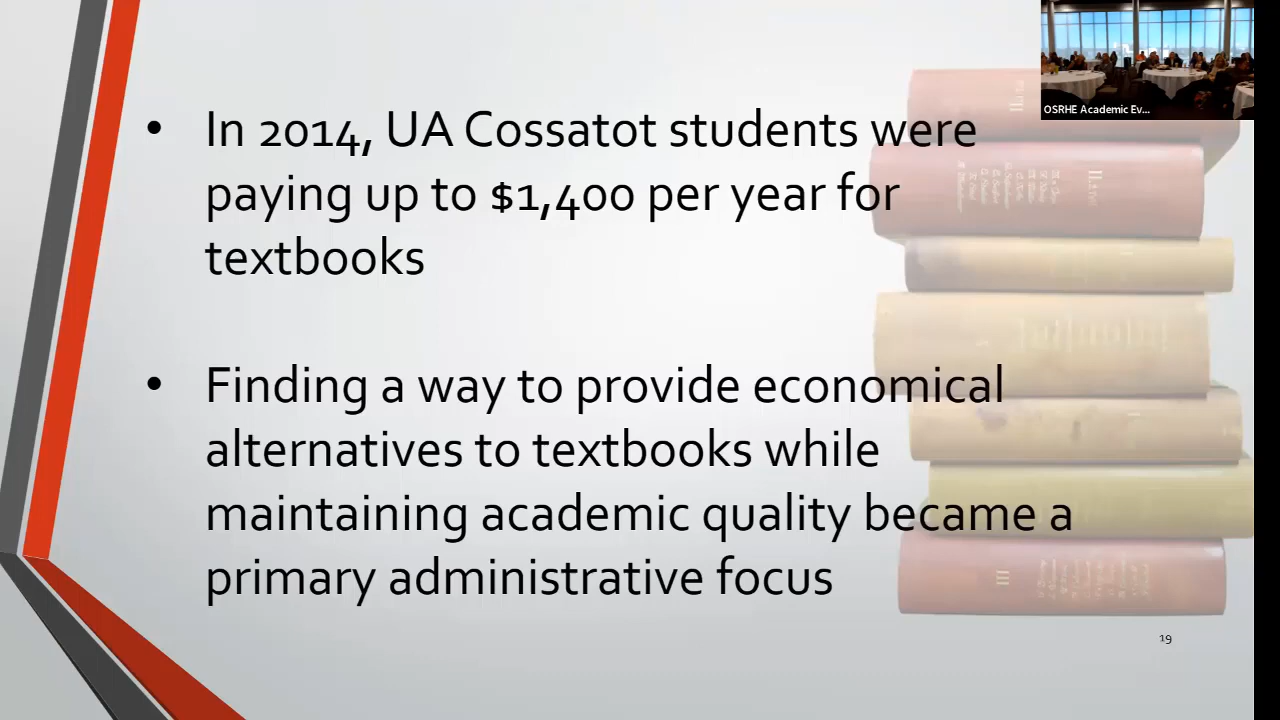 OSRHE Academic Ev...
• In 2014, UA Cossatot students were
paying up to $1,400 per year for
textbooks
• Finding a way to provide economical
alternatives to textbooks while
maintaining academic quality became a
primary administrative focus
III
19